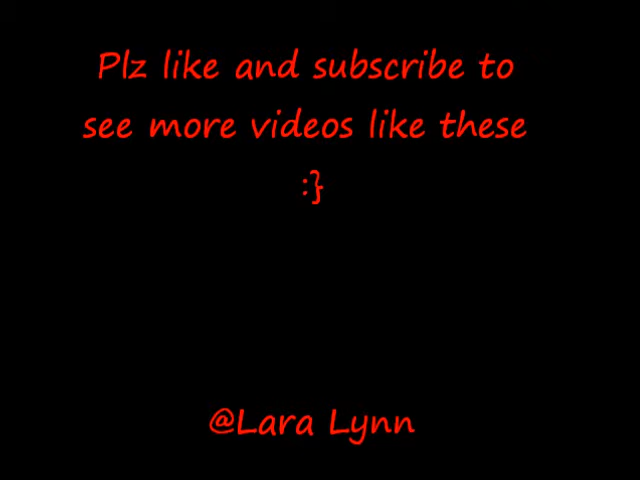 Plz like and subscribe to
see more videos like these
:}
@Lara Lynn